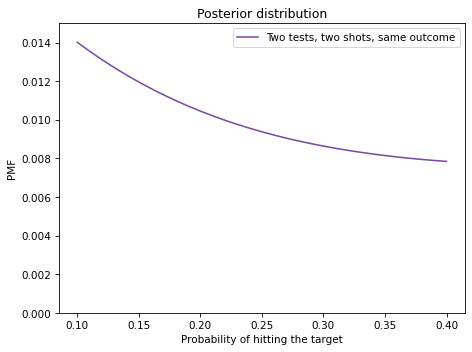 Posterior distribution
Two tests, two shots, same outcome
PMF
0.014
0.012
0.010
0.008
0.006
0.004
0.002
0.000
0.10 0.15 0.20 0.25 0.30 0.35 0.40
Probability of hitting the target